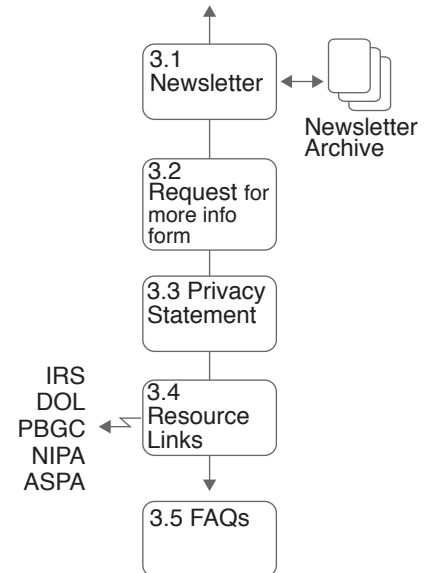 3.1
Newsletter
Newsletter
Archive
3.2
Request for
more info
form
3.3 Privacy
Statement
IRS
DOL
PBGC
NIPA
ASPA
3.4
Resource
Links
3.5 FAQs